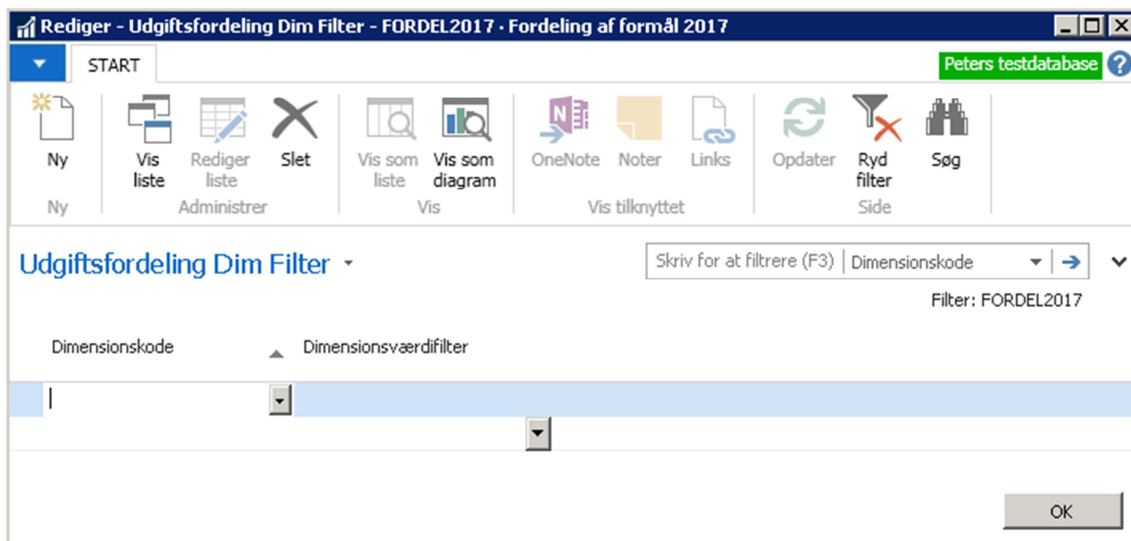 Rediger - Udgiftsfordeling Dim Filter - FORDEL2017 · Fordeling af formål 2017
START
Peters testdatabase
Ny
Vis liste
Rediger liste
Slet
Vis som liste
Vis som diagram
OneNote
Noter
Links
Opdater
Ryd filter
Søg
Ny
Administrer
Vis
Vis tilknyttet
Side
Udgiftsfordeling Dim Filter
Skriv for at filtrere (F3)
Dimensionskode
Filter: FORDEL2017
Dimensionskode
Dimensionsværdifilter
OK